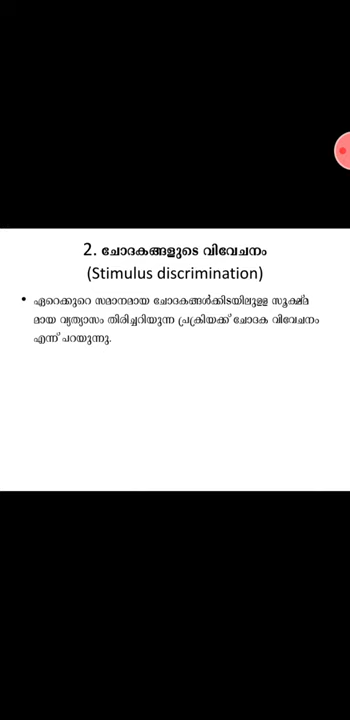 2. ചോദകങ്ങളുടെ വിവേചനം
(Stimulus discrimination)
• ഏറെക്കുറെ സമാനമായ ചോദകങ്ങൾക്കിടയിലുളള സൂക്ഷ്മ
മായ വ്യത്യാസം തിരിച്ചറിയുന്ന പ്രക്രിയക്ക് ചോദക വിവേചനം
എന്ന് പറയുന്നു.